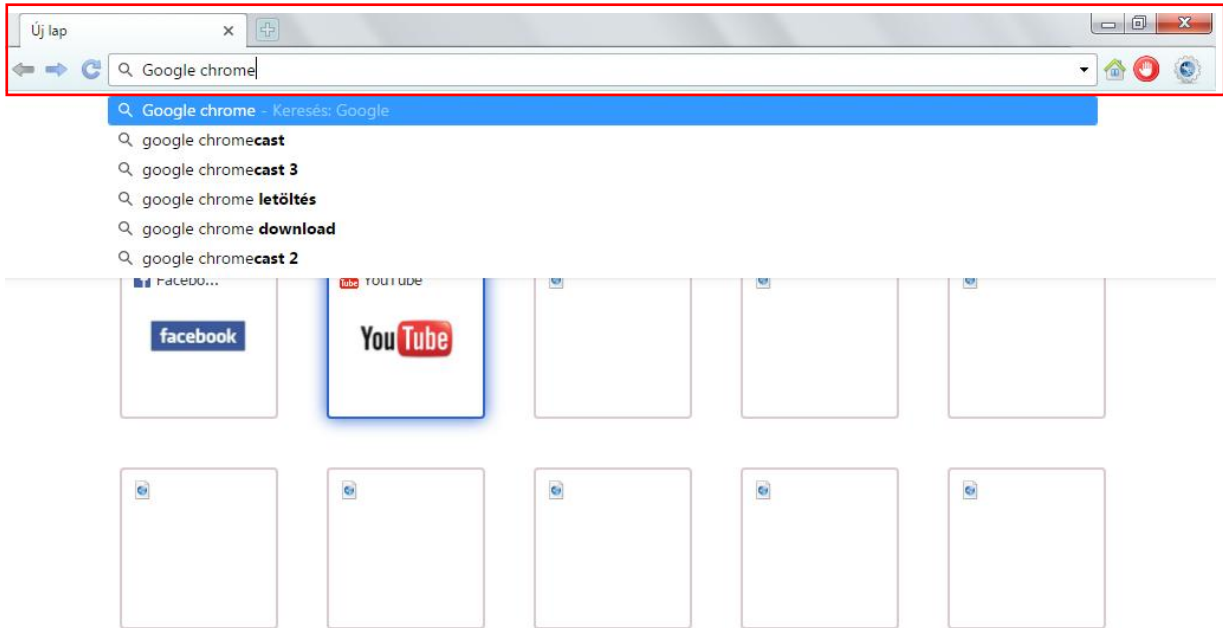 Új lap
Google chrome
Google chrome - Keresés: Google
google chromecast
google chromecast 3
google chrome letöltés
google chrome download
google chromecast 2
Facebo...
YouTube
facebook
YouTube